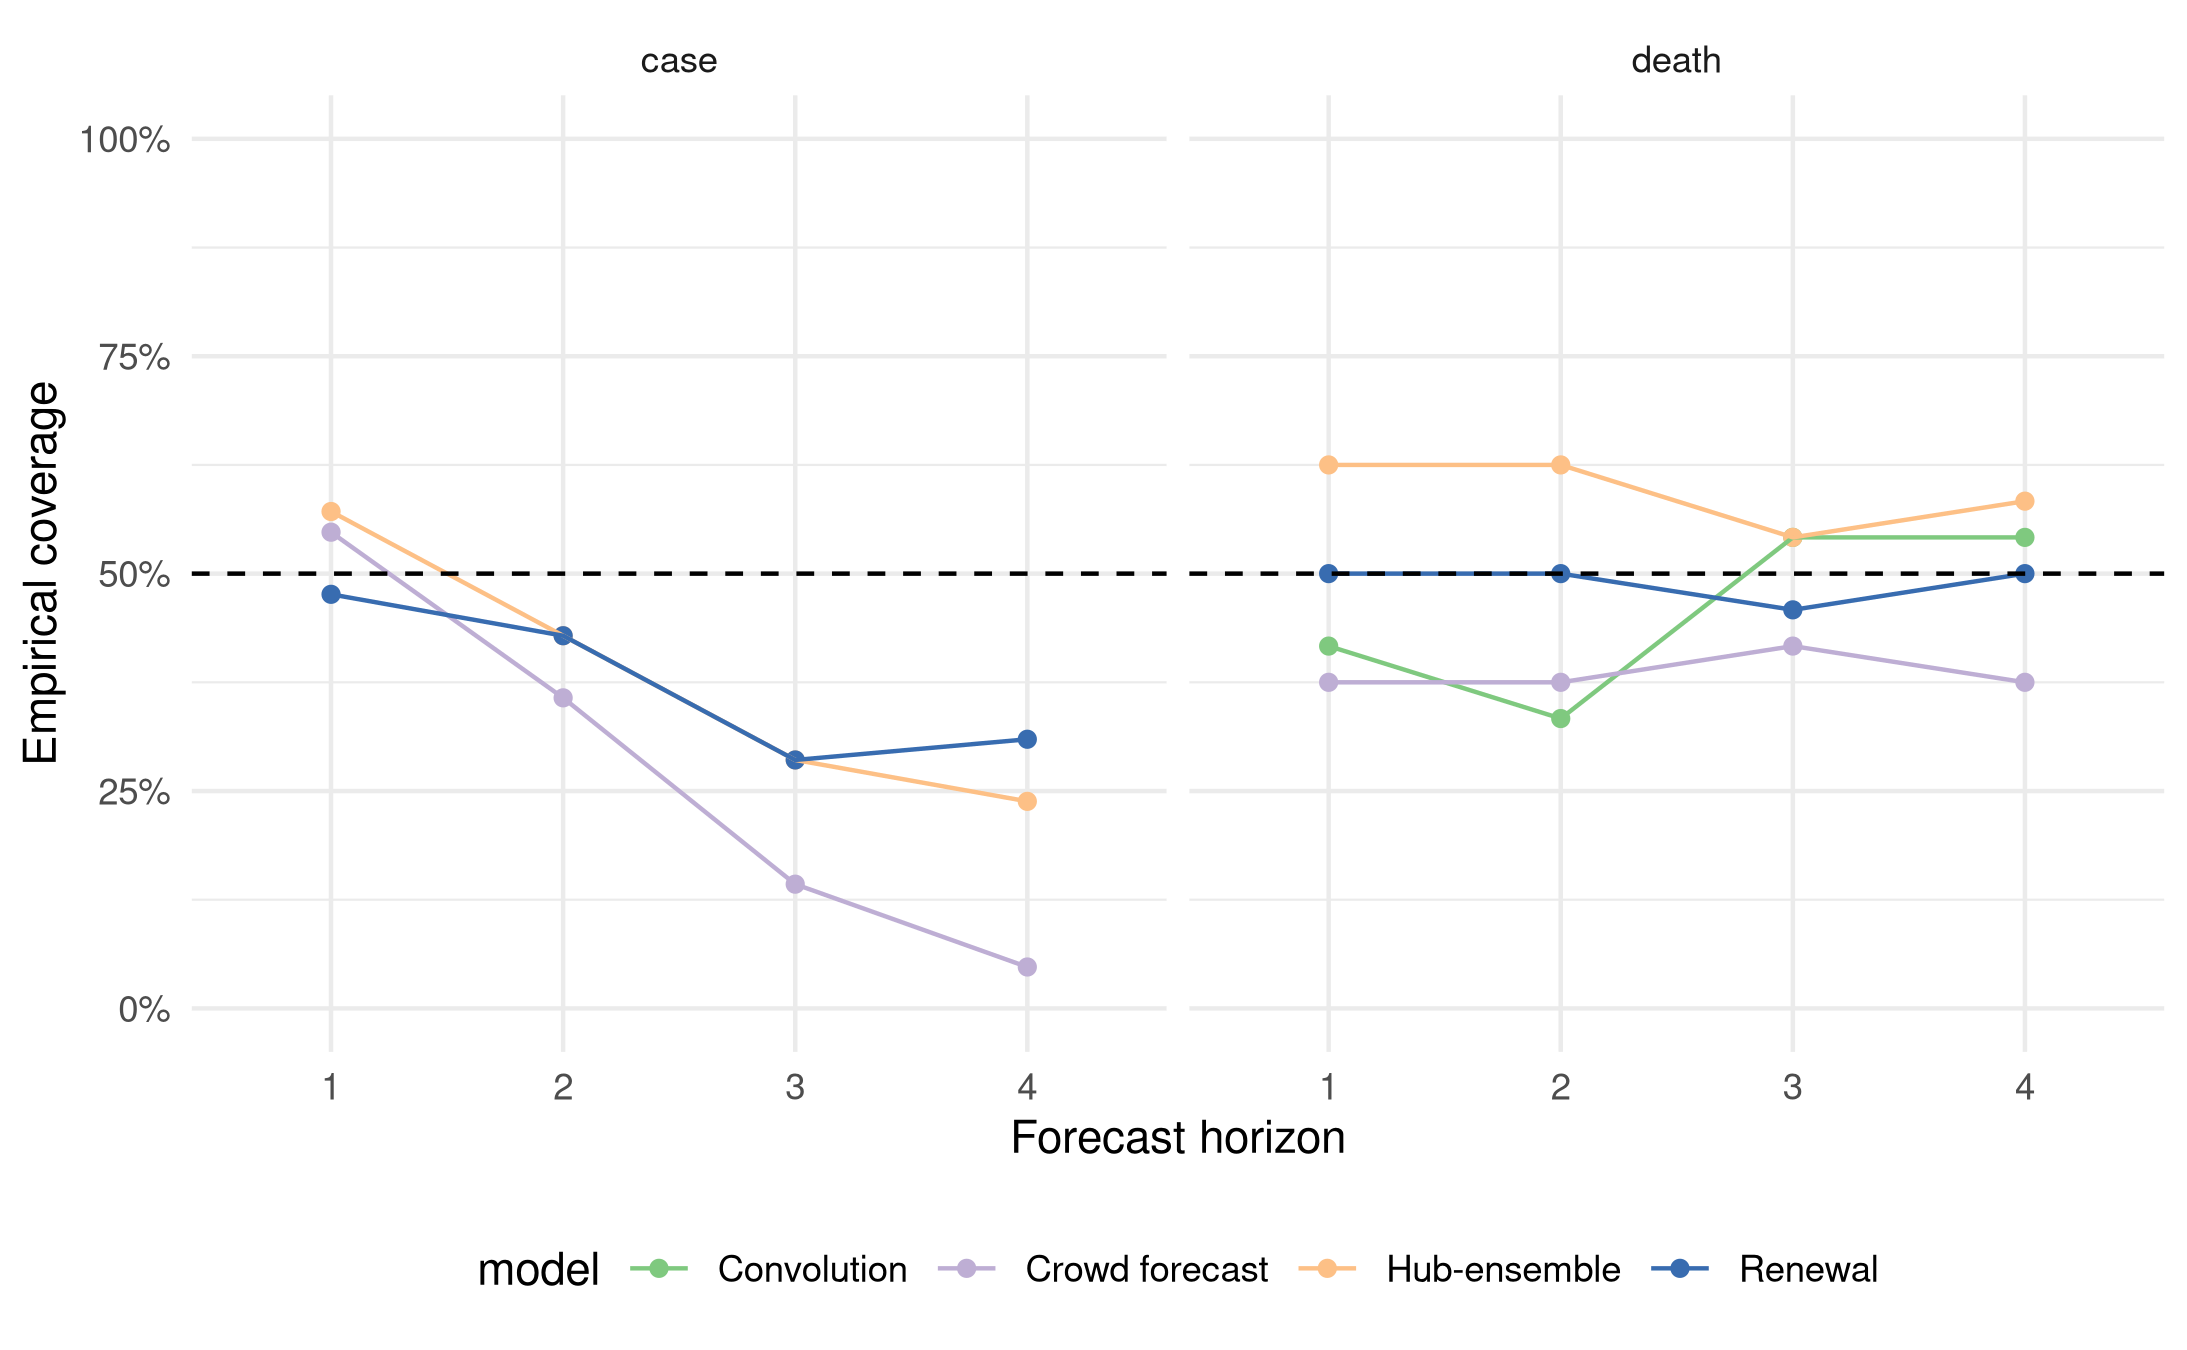 case death
100%
75%
50%
25%
0%
Empirical coverage
1 2 3 4 1 2 3 4
Forecast horizon
model Convolution Crowd forecast Hub-ensemble Renewal